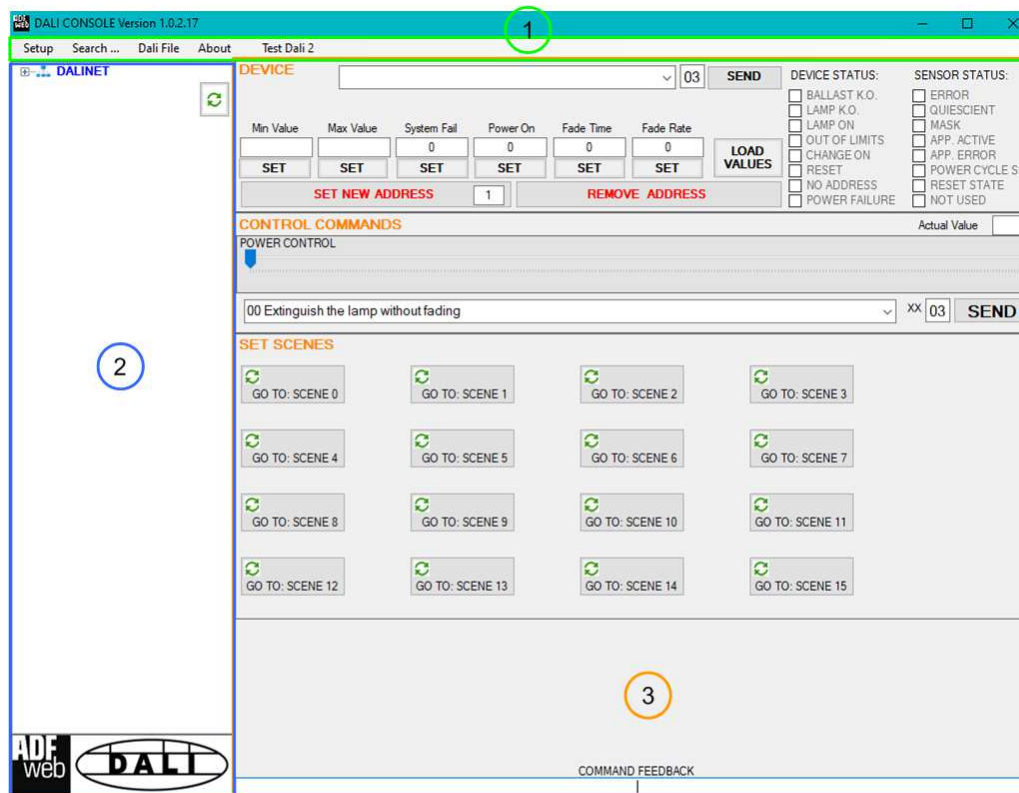 DALI CONSOLE Version 1.0.2.17
1
Setup Search ... Dali File About Test Dali 2
DALINET
DEVICE
03 SEND
DEVICE STATUS:
BALLAST K.O.
LAMP K.O.
LAMP ON
OUT OF LIMITS
CHANGE ON
RESET
NO ADDRESS
POWER FAILURE
SENSOR STATUS:
ERROR
QUIESCIENT
MASK
APP. ACTIVE
APP. ERROR
POWER CYCLE S
RESET STATE
NOT USED
Min Value Max Value System Fail Power On Fade Time Fade Rate
0 0 0 0
SET SET SET SET SET SET
LOAD
VALUES
SET NEW ADDRESS 1 REMOVE ADDRESS
CONTROL COMMANDS
Actual Value
POWER CONTROL
00 Extinguish the lamp without fading
XX 03 SEND
2
SET SCENES
GO TO: SCENE 0 GO TO: SCENE 1 GO TO: SCENE 2 GO TO: SCENE 3
GO TO: SCENE 4 GO TO: SCENE 5 GO TO: SCENE 6 GO TO: SCENE 7
GO TO: SCENE 8 GO TO: SCENE 9 GO TO: SCENE 10 GO TO: SCENE 11
GO TO: SCENE 12 GO TO: SCENE 13 GO TO: SCENE 14 GO TO: SCENE 15
3
ADF
web
DALI
COMMAND FEEDBACK